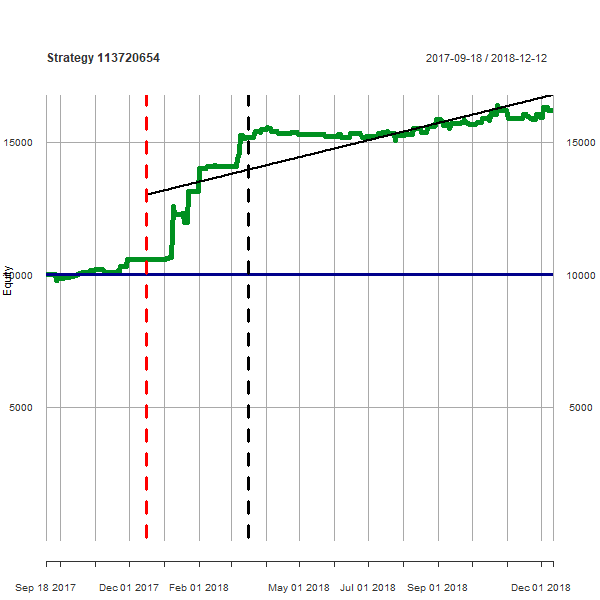 Strategy 113720654
2017-09-18 / 2018-12-12
15000 15000
10000 10000
Equity
5000 5000
Sep 18 2017 Dec 01 2017 Feb 01 2018 May 01 2018 Jul 01 2018 Sep 01 2018 Dec 01 2018